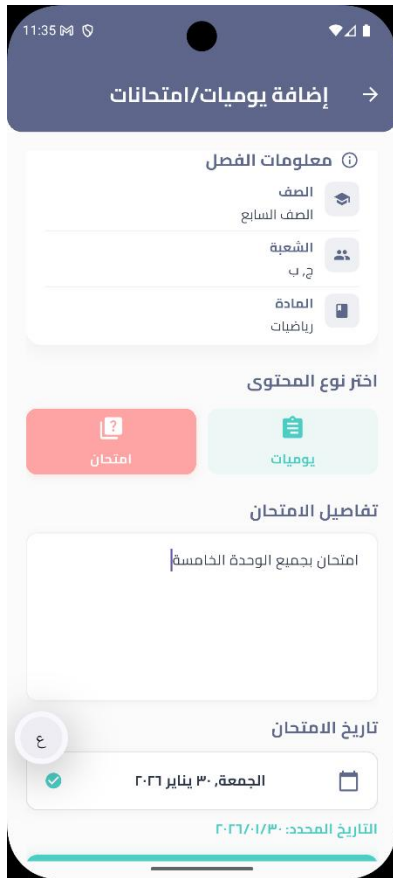 11:35
إضافة يوميات/امتحانات
معلومات الفصل
الصف
الصف السابع
الشعبة
ج, ب
المادة
رياضيات
اختر نوع المحتوى
يوميات
امتحان
تفاصيل الامتحان
امتحان بجميع الوحدة الخامسة
تاريخ الامتحان
ع
الجمعة, ٣٠ يناير ٢٠٢٦
التاريخ المحدد: ٢٠٢٦/٠١/٣٠